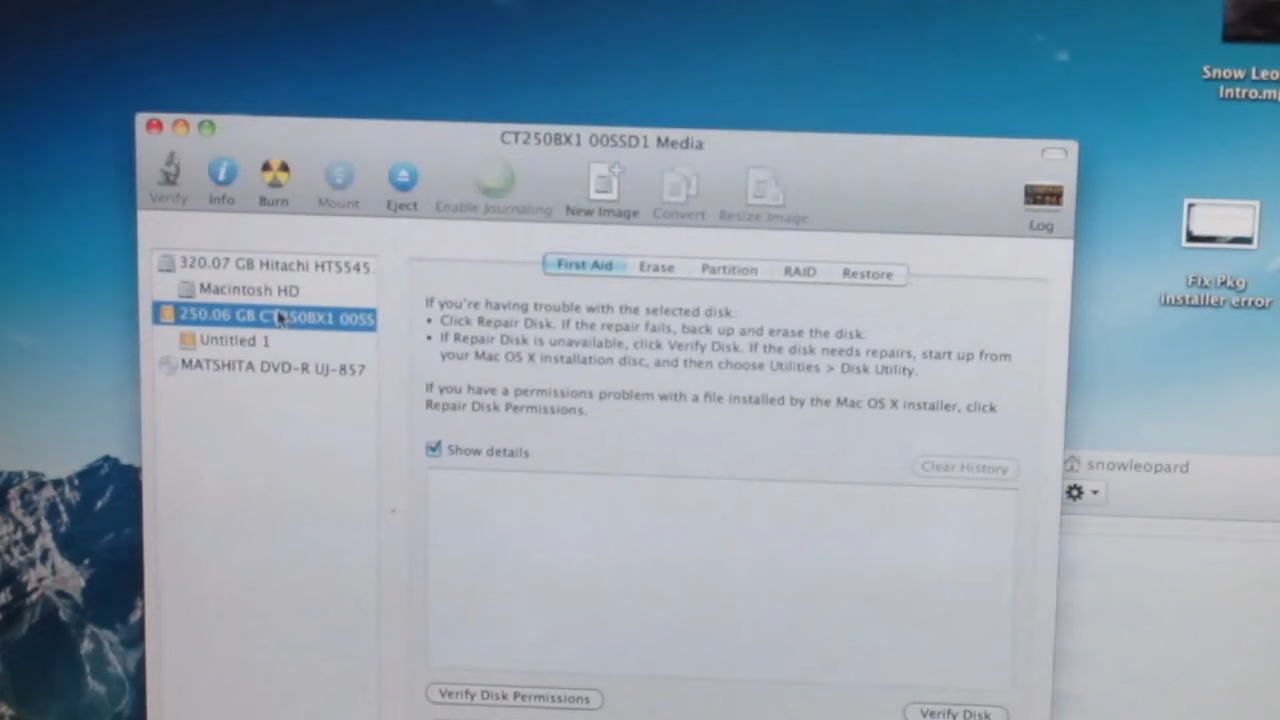 Snow Leo
Intro.m
CT250BX1 00SSD1 Media
Verify
Info
Burn
Mount
Eject
Enable Journaling
New Image
Convert
Resize Image
Log
320.07 GB Hitachi HTS545
Macintosh HD
250.06 GB CT250BX1 00SS
Untitled 1
MATSHITA DVD-R UJ-857
First Aid
Erase
Partition
RAID
Restore
If you're having trouble with the selected disk:
• Click Repair Disk. If the repair fails, back up and erase the disk.
• If Repair Disk is unavailable, click Verify Disk. If the disk needs repairs, start up from
your Mac OS X installation disc, and then choose Utilities > Disk Utility.
If you have a permissions problem with a file installed by the Mac OS X installer, click
Repair Disk Permissions.
Show details
Clear History
Verify Disk Permissions
Verify Disk
Fix Pkg
installer error
snowleopard